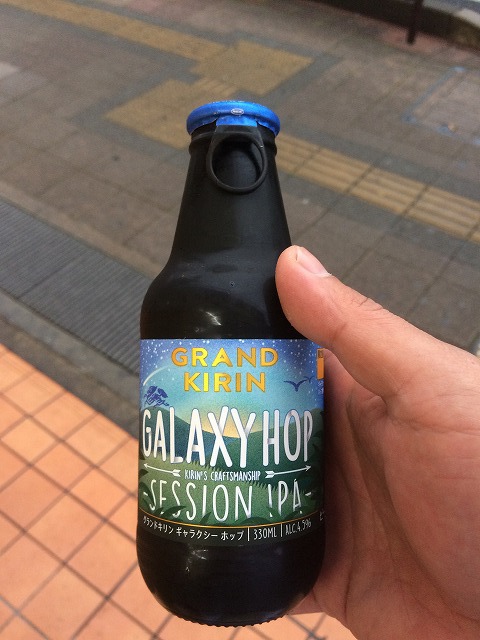 GRAND
KIRIN
GALAXY HOP
KIRIN'S CRAFTSMANSHIP
-SESSION IPA-
グランドキリン ギャラクシー ホップ | 330ML | ALC.4.5%